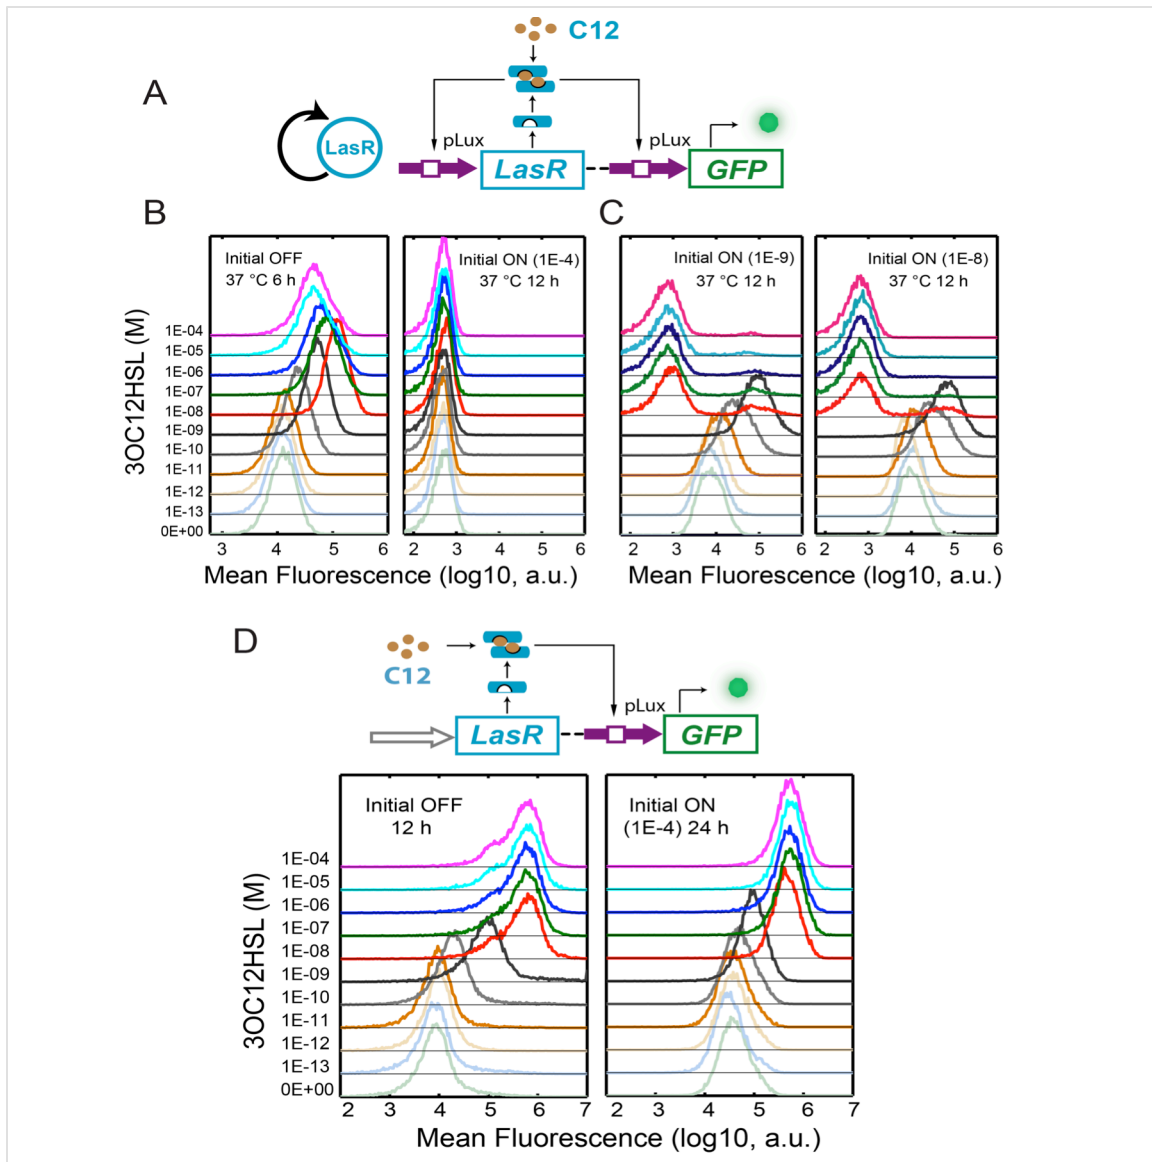 C12
A
LasR
pLux
pLux
LasR
GFP
B
C
Initial OFF
37 °C 6 h
Initial ON (1E-4)
37 °C 12 h
Initial ON (1E-9)
37 °C 12 h
Initial ON (1E-8)
37 °C 12 h
3OC12HSL (M)
1E-04
1E-05
1E-06
1E-07
1E-08
1E-09
1E-10
1E-11
1E-12
1E-13
0E+00
3 4 5 6
2 3 4 5 6
2 3 4 5 6
2 3 4 5 6
Mean Fluorescence (log10, a.u.)
Mean Fluorescence (log10, a.u.)
D
C12
pLux
LasR
GFP
Initial OFF
12 h
Initial ON
(1E-4) 24 h
3OC12HSL (M)
1E-04
1E-05
1E-06
1E-07
1E-08
1E-09
1E-10
1E-11
1E-12
1E-13
0E+00
2 3 4 5 6 7
2 3 4 5 6 7
Mean Fluorescence (log10, a.u.)